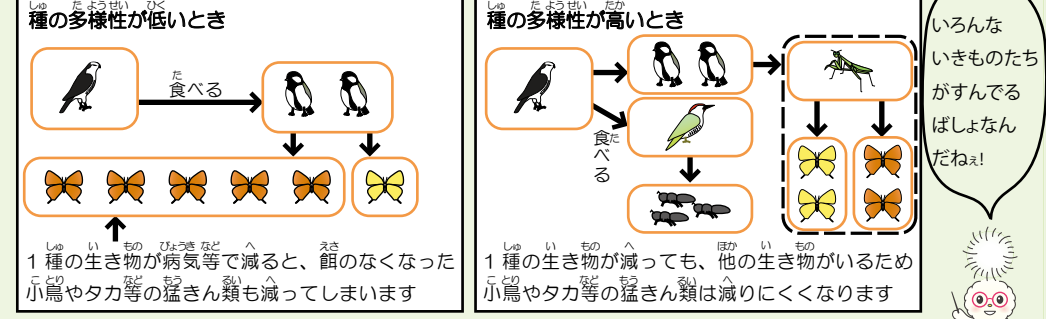 種の多様性が低いとき
食べる
1種の生き物が病気等で減ると、餌のなくなった
小鳥やタカ等の猛きん類も減ってしまいます
種の多様性が高いとき
食べる
1種の生き物が減っても、他の生き物がいるため
小鳥やタカ等の猛きん類は減りにくくなります
いろんな
いきものたち
がすんでる
ばしょなん
だねぇ!